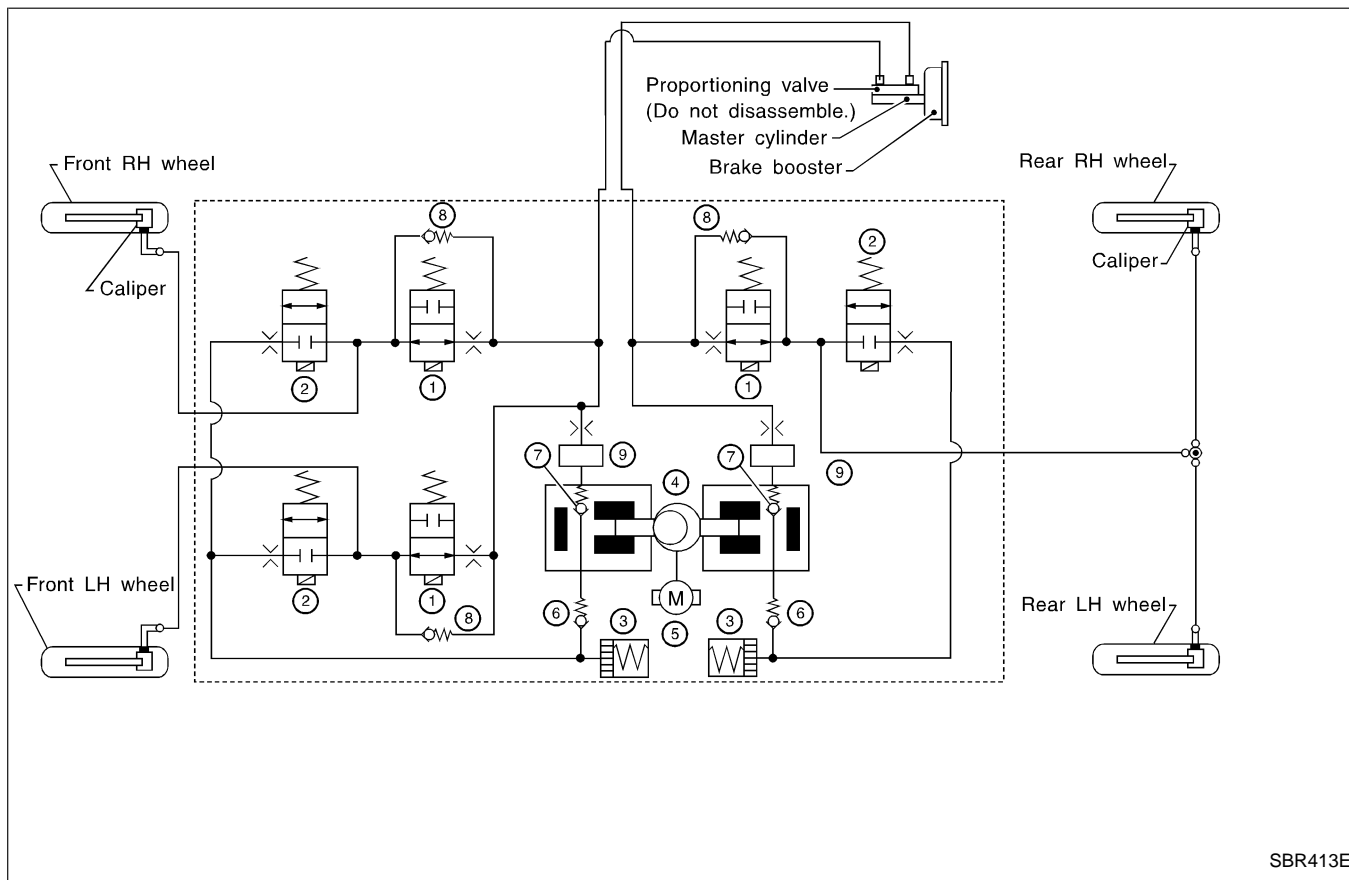 Proportioning valve
(Do not disassemble.)
Master cylinder
Brake booster
Front RH wheel
Caliper
Rear RH wheel
Caliper
8
8
2
2
1
1
7
9
4
7
9
Front LH wheel
2
1
8
6
M
5
3
3
6
Rear LH wheel
SBR413E